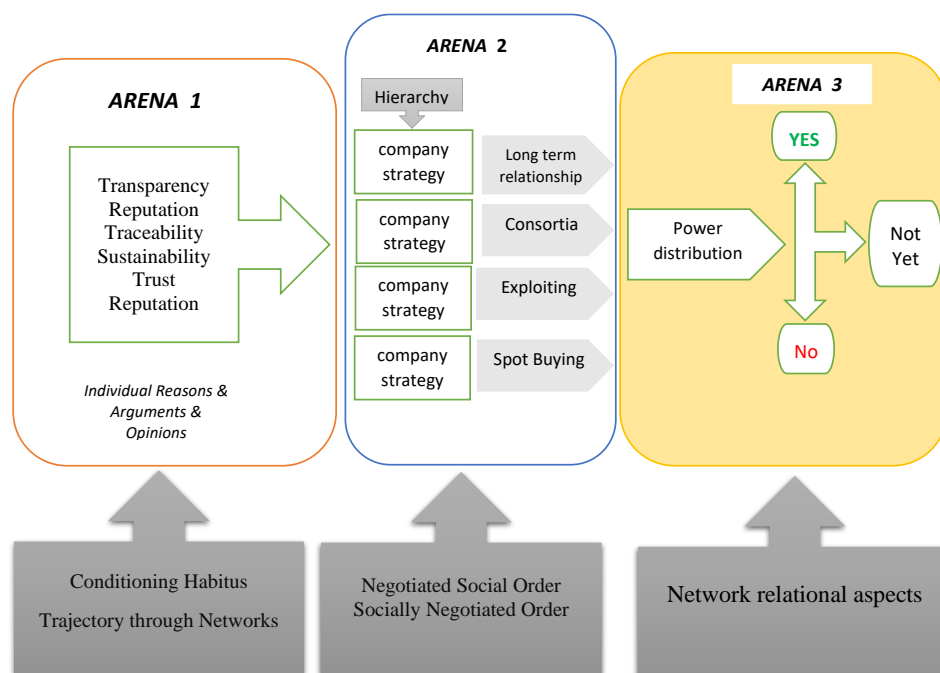 ARENA 1
Transparency
Reputation
Traceability
Sustainability
Trust
Reputation
Individual Reasons &
Arguments &
Opinions
ARENA 2
Hierarchy
company
strategy
Long term
relationship
company
strategy
Consortia
company
strategy
Exploiting
company
strategy
Spot Buying
ARENA 3
YES
Power
distribution
Not
Yet
No
Conditioning Habitus
Trajectory through Networks
Negotiated Social Order
Socially Negotiated Order
Network relational aspects